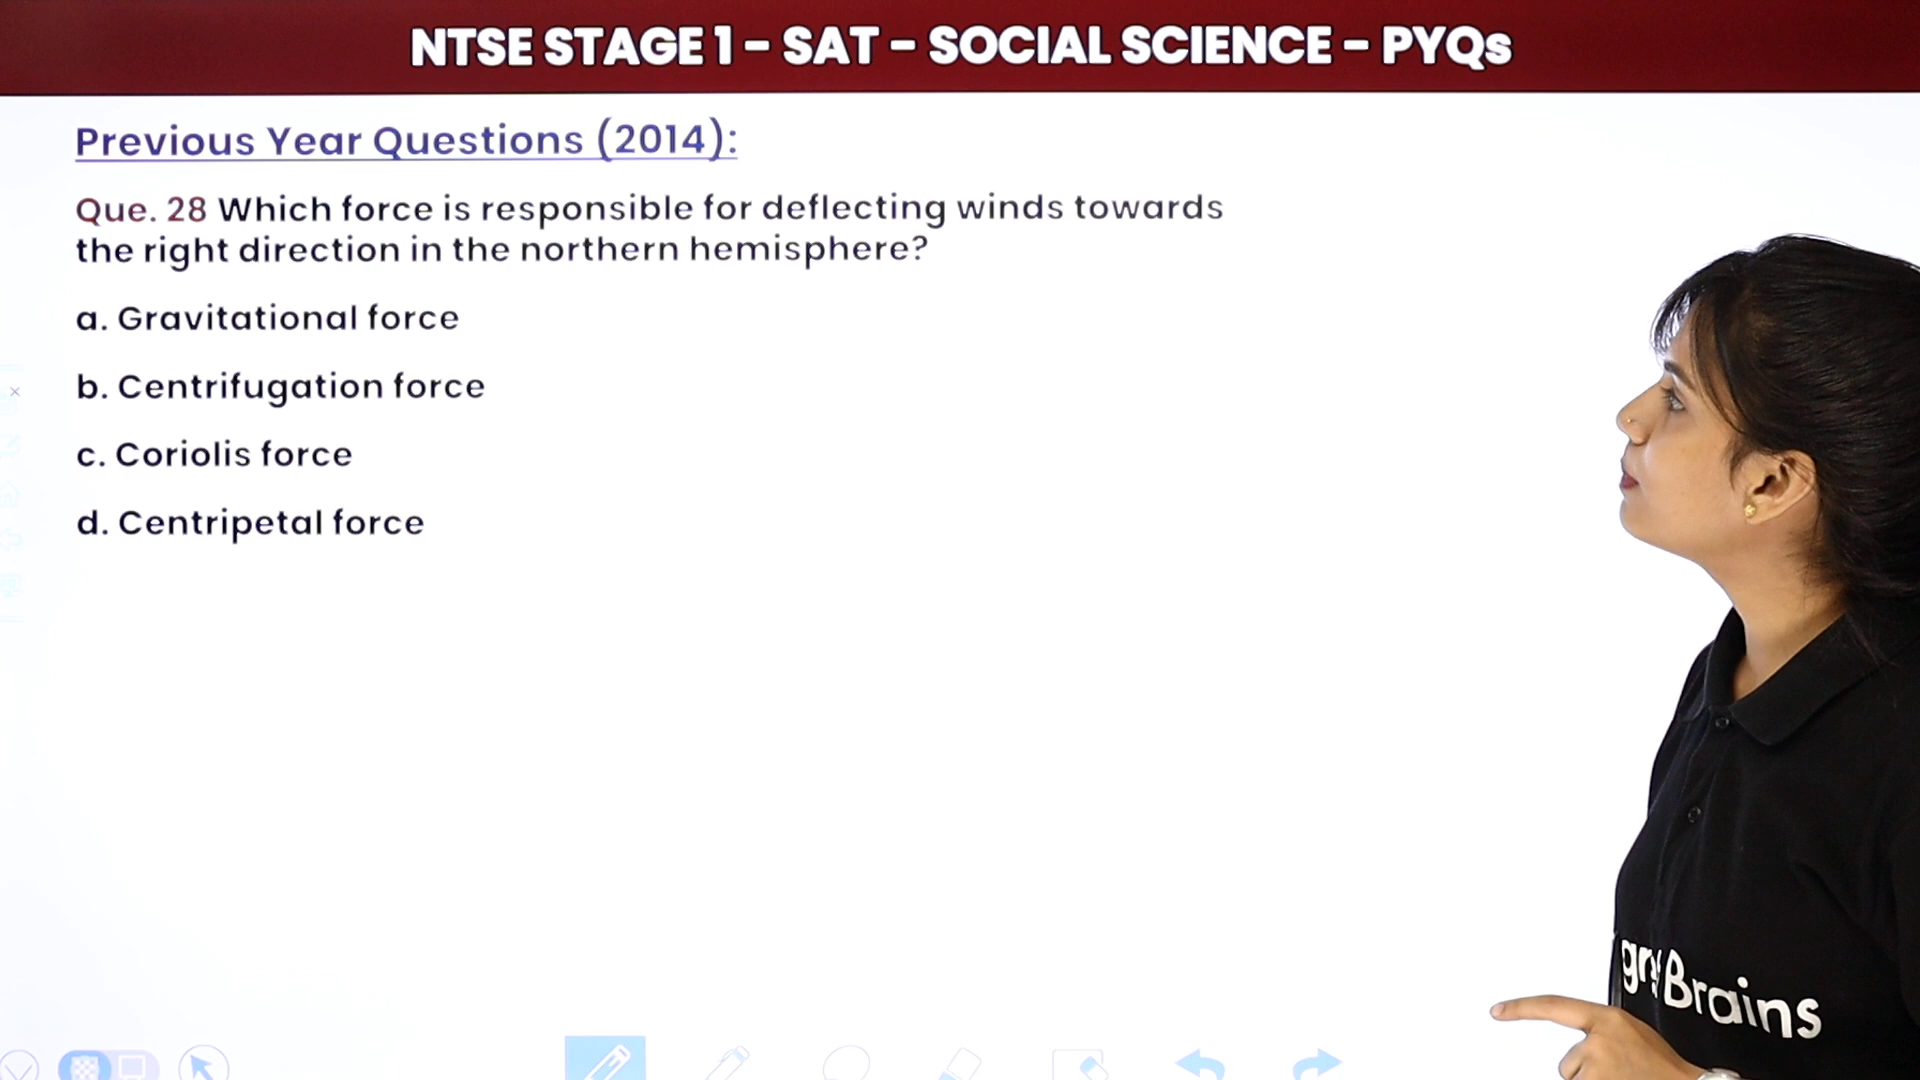 NTSE STAGE 1 – SAT – SOCIAL SCIENCE – PYQs
Previous Year Questions (2014):
Que. 28 Which force is responsible for deflecting winds towards
the right direction in the northern hemisphere?
a. Gravitational force
b. Centrifugation force
c. Coriolis force
d. Centripetal force
Brains